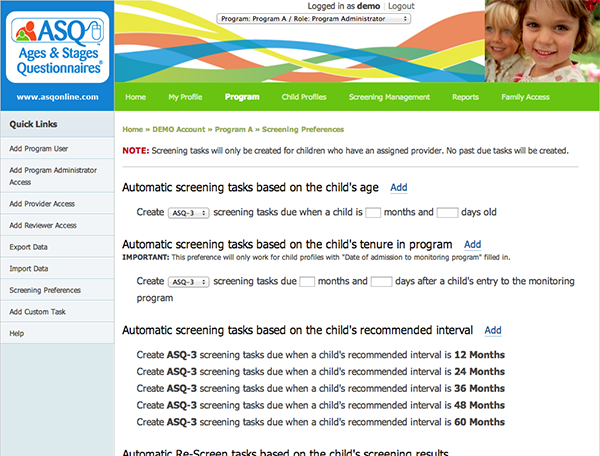 Logged in as demo | Logout
Program: Program A / Role: Program Administrator
ASQ
Ages & Stages
Questionnaires®
www.asqonline.com
Home
My Profile
Program
Child Profiles
Screening Management
Reports
Family Access
Quick Links
Add Program User
Add Program Administrator
Access
Add Provider Access
Add Reviewer Access
Export Data
Import Data
Screening Preferences
Add Custom Task
Help
Home » DEMO Account » Program A » Screening Preferences
NOTE: Screening tasks will only be created for children who have an assigned provider. No past due tasks will be created.
Automatic screening tasks based on the child's age Add
Create ASQ-3 screening tasks due when a child is months and days old
Automatic screening tasks based on the child's tenure in program Add
IMPORTANT: This preference will only work for child profiles with "Date of admission to monitoring program" filled in.
Create ASQ-3 screening tasks due months and days after a child's entry to the monitoring
program
Automatic screening tasks based on the child's recommended interval Add
Create ASQ-3 screening tasks due when a child's recommended interval is 12 Months
Create ASQ-3 screening tasks due when a child's recommended interval is 24 Months
Create ASQ-3 screening tasks due when a child's recommended interval is 36 Months
Create ASQ-3 screening tasks due when a child's recommended interval is 48 Months
Create ASQ-3 screening tasks due when a child's recommended interval is 60 Months
Automatic Re-Screen tasks based on the child's screening results